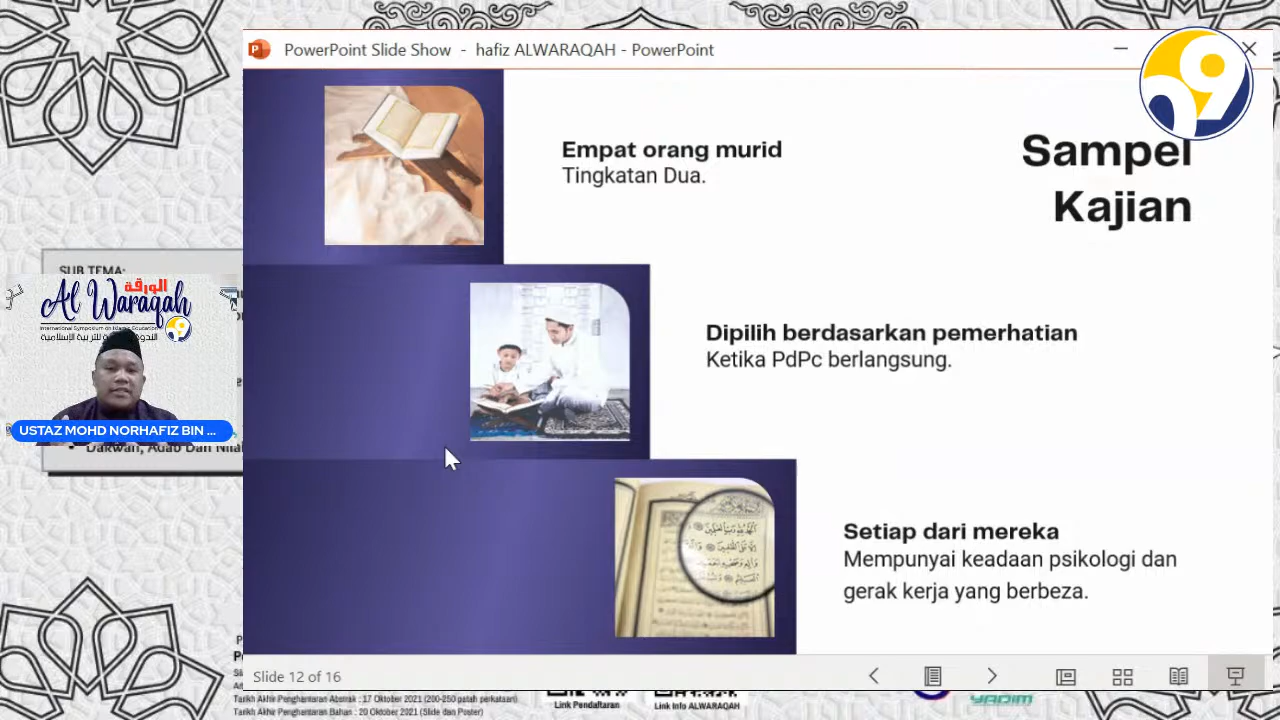 PowerPoint Slide Show - hafiz ALWARAQAH - PowerPoint
Sampel
Kajian
Empat orang murid
Tingkatan Dua.
Dipilih berdasarkan pemerhatian
Ketika PdPc berlangsung.
Setiap dari mereka
Mempunyai keadaan psikologi dan
gerak kerja yang berbeza.
Slide 12 of 16
SUB TEMA:
الورقة
Al Waraqah
International Symposium on Islamic Education
USTAZ MOHD NORHAFIZ BIN ...
Dakwah, Adab Dan Nilai
Tarikh Akhir Penghantaran Abstrak : 17 Oktober 2021 (200-250 patah perkataan)
Tarikh Akhir Penghantaran Bahan : 20 Oktober 2021 (Slide dan Poster)
Link Pendaftaran
Link Info ALWARAQAH
YADIM